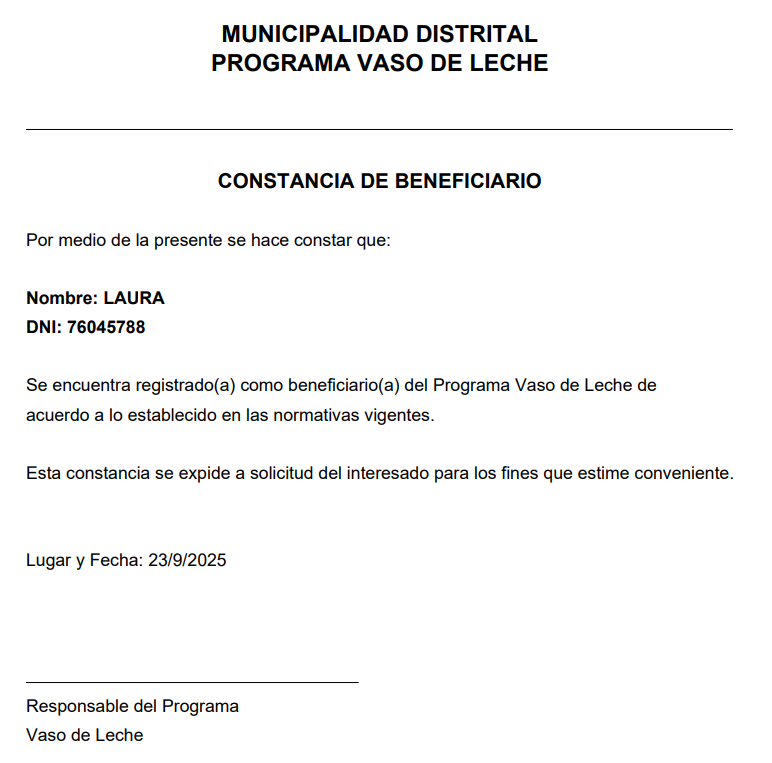 MUNICIPALIDAD DISTRITAL
PROGRAMA VASO DE LECHE
CONSTANCIA DE BENEFICIARIO
Por medio de la presente se hace constar que:
Nombre: LAURA
DNI: 76045788
Se encuentra registrado(a) como beneficiario(a) del Programa Vaso de Leche de
acuerdo a lo establecido en las normativas vigentes.
Esta constancia se expide a solicitud del interesado para los fines que estime conveniente.
Lugar y Fecha: 23/9/2025
Responsable del Programa
Vaso de Leche